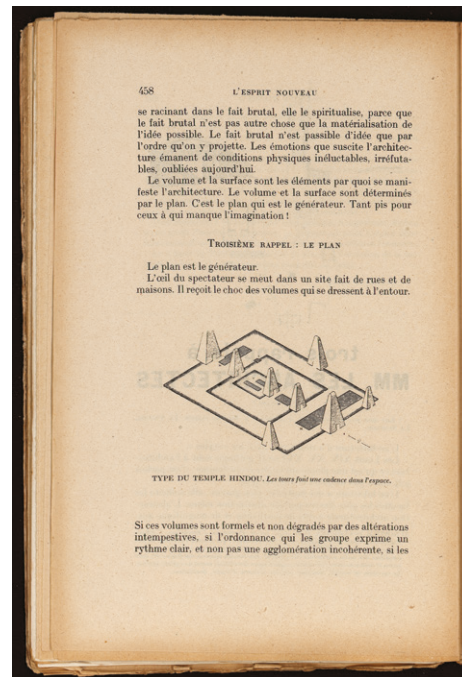 458
L'ESPRIT NOUVEAU
se racinant dans le fait brutal, elle le spiritualise, parce que
le fait brutal n'est pas autre chose que la matérialisation de
l'idée possible. Le fait brutal n'est passible d'idée que par
l'ordre qu'on y projette. Les émotions que suscite l'architec-
ture émanent de conditions physiques inéluctables, irréfuta-
bles, oubliées aujourd'hui.
Le volume et la surface sont les éléments par quoi se mani-
feste l'architecture. Le volume et la surface sont déterminés
par le plan. C'est le plan qui est le générateur. Tant pis pour
ceux à qui manque l'imagination !
TROISIÈME RAPPEL : LE PLAN
Le plan est le générateur.
L'œil du spectateur se meut dans un site fait de rues et de
maisons. Il reçoit le choc des volumes qui se dressent à l'entour.
TYPE DU TEMPLE HINDOU. Les tours font une cadence dans l'espace.
Si ces volumes sont formels et non dégradés par des altérations
intempestives, si l'ordonnance qui les groupe exprime un
rythme clair, et non pas une agglomération incohérente, si les